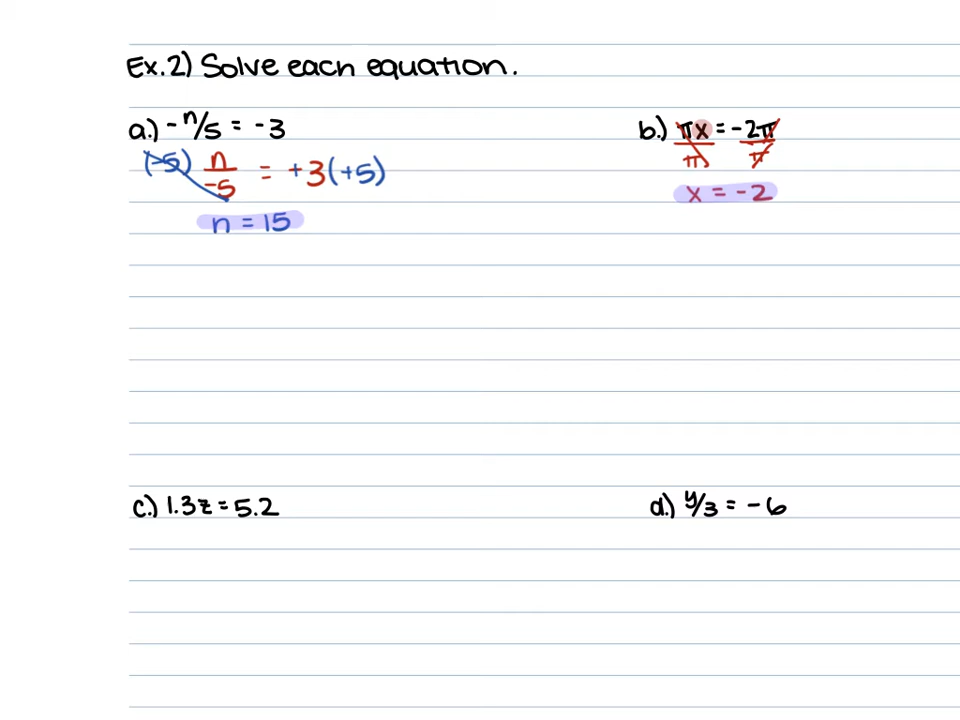 Ex.2) Solve each equation.
a.) -n/5 = -3
(-5) n/-5 = +3(+5)
n = 15
b.) πx = -2π
π π
x = -2
c.) 1.3z = 5.2
d.) y/3 = -6